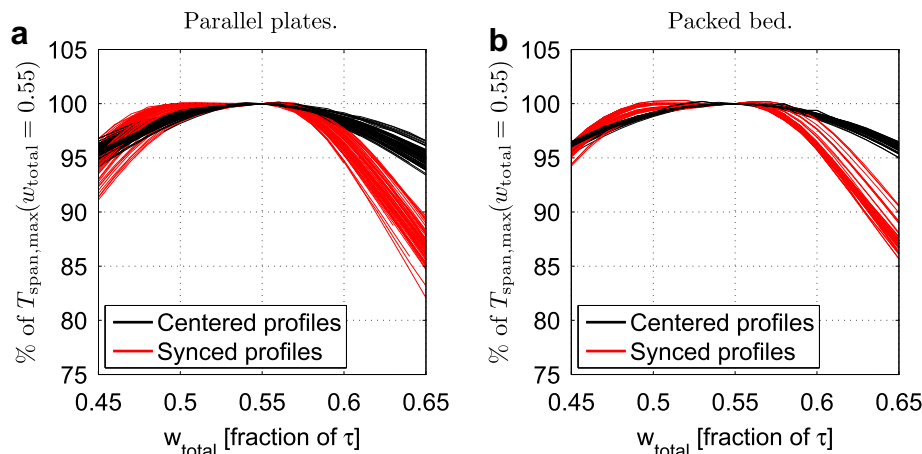 a
Parallel plates.
% of T_span,max(w_total = 0.55)
105
100
95
90
85
80
75
Centered profiles
Synced profiles
0.45 0.5 0.55 0.6 0.65
w_total [fraction of τ]
b
Packed bed.
% of T_span,max(w_total = 0.55)
105
100
95
90
85
80
75
Centered profiles
Synced profiles
0.45 0.5 0.55 0.6 0.65
w_total [fraction of τ]